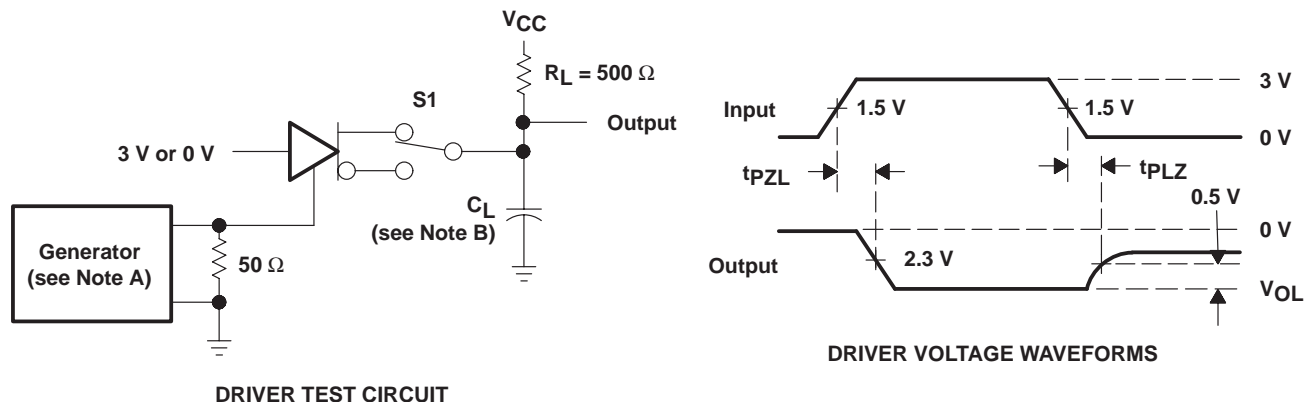 VCC
RL = 500 Ω
S1
Output
3 V or 0 V
CL
(see Note B)
Generator
(see Note A)
50 Ω
DRIVER TEST CIRCUIT
3 V
Input
1.5 V
1.5 V
0 V
tPZL
tPLZ
0.5 V
0 V
Output
2.3 V
VOL
DRIVER VOLTAGE WAVEFORMS